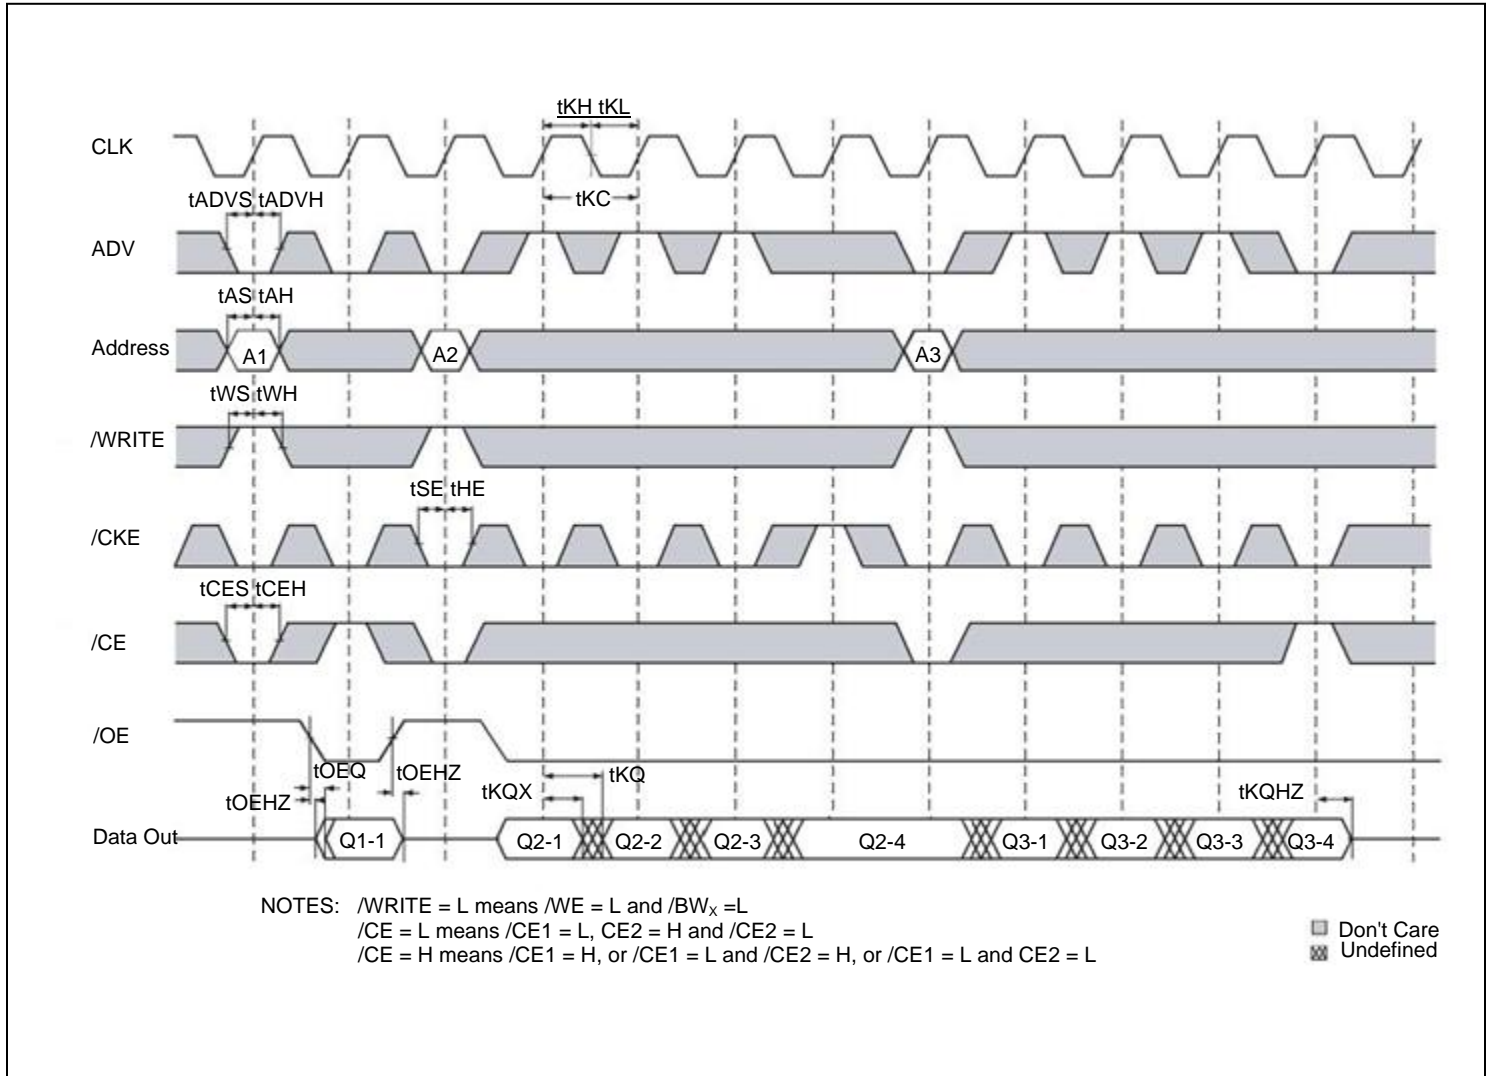 tKH tKL
CLK
tKC
tADVS tADVH
ADV
tAS tAH
Address A1 A2 A3
tWS tWH
/WRITE
tSE tHE
/CKE
tCES tCEH
/CE
/OE
tOEQ tOEHZ tKQ
tOEHZ tKQX tKQHZ
Data Out Q1-1 Q2-1 Q2-2 Q2-3 Q2-4 Q3-1 Q3-2 Q3-3 Q3-4
NOTES: /WRITE = L means /WE = L and /BWX =L
/CE = L means /CE1 = L, CE2 = H and /CE2 = L
/CE = H means /CE1 = H, or /CE1 = L and /CE2 = H, or /CE1 = L and CE2 = L
Don't Care
Undefined